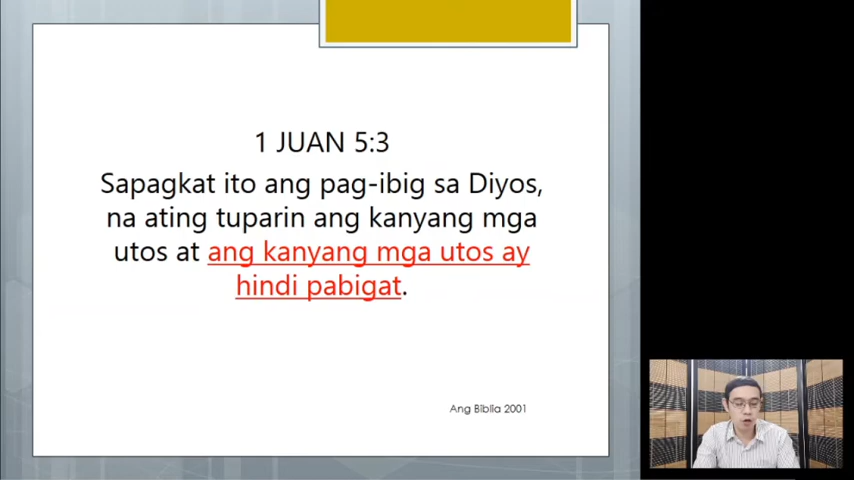 1 JUAN 5:3
Sapagkat ito ang pag-ibig sa Diyos,
na ating tuparin ang kanyang mga
utos at ang kanyang mga utos ay
hindi pabigat.
Ang Biblia 2001